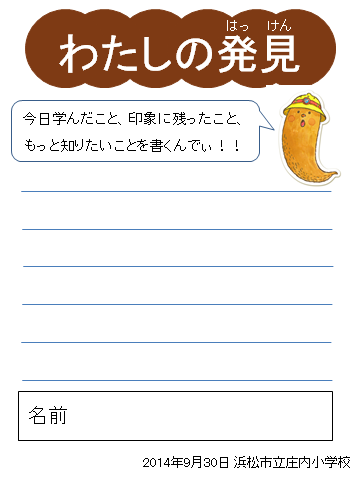 わたしの発見
はっけん
今日学んだこと、印象に残ったこと、
もっと知りたいことを書くんでぃ！！
名前
2014年9月30日 浜松市立庄内小学校